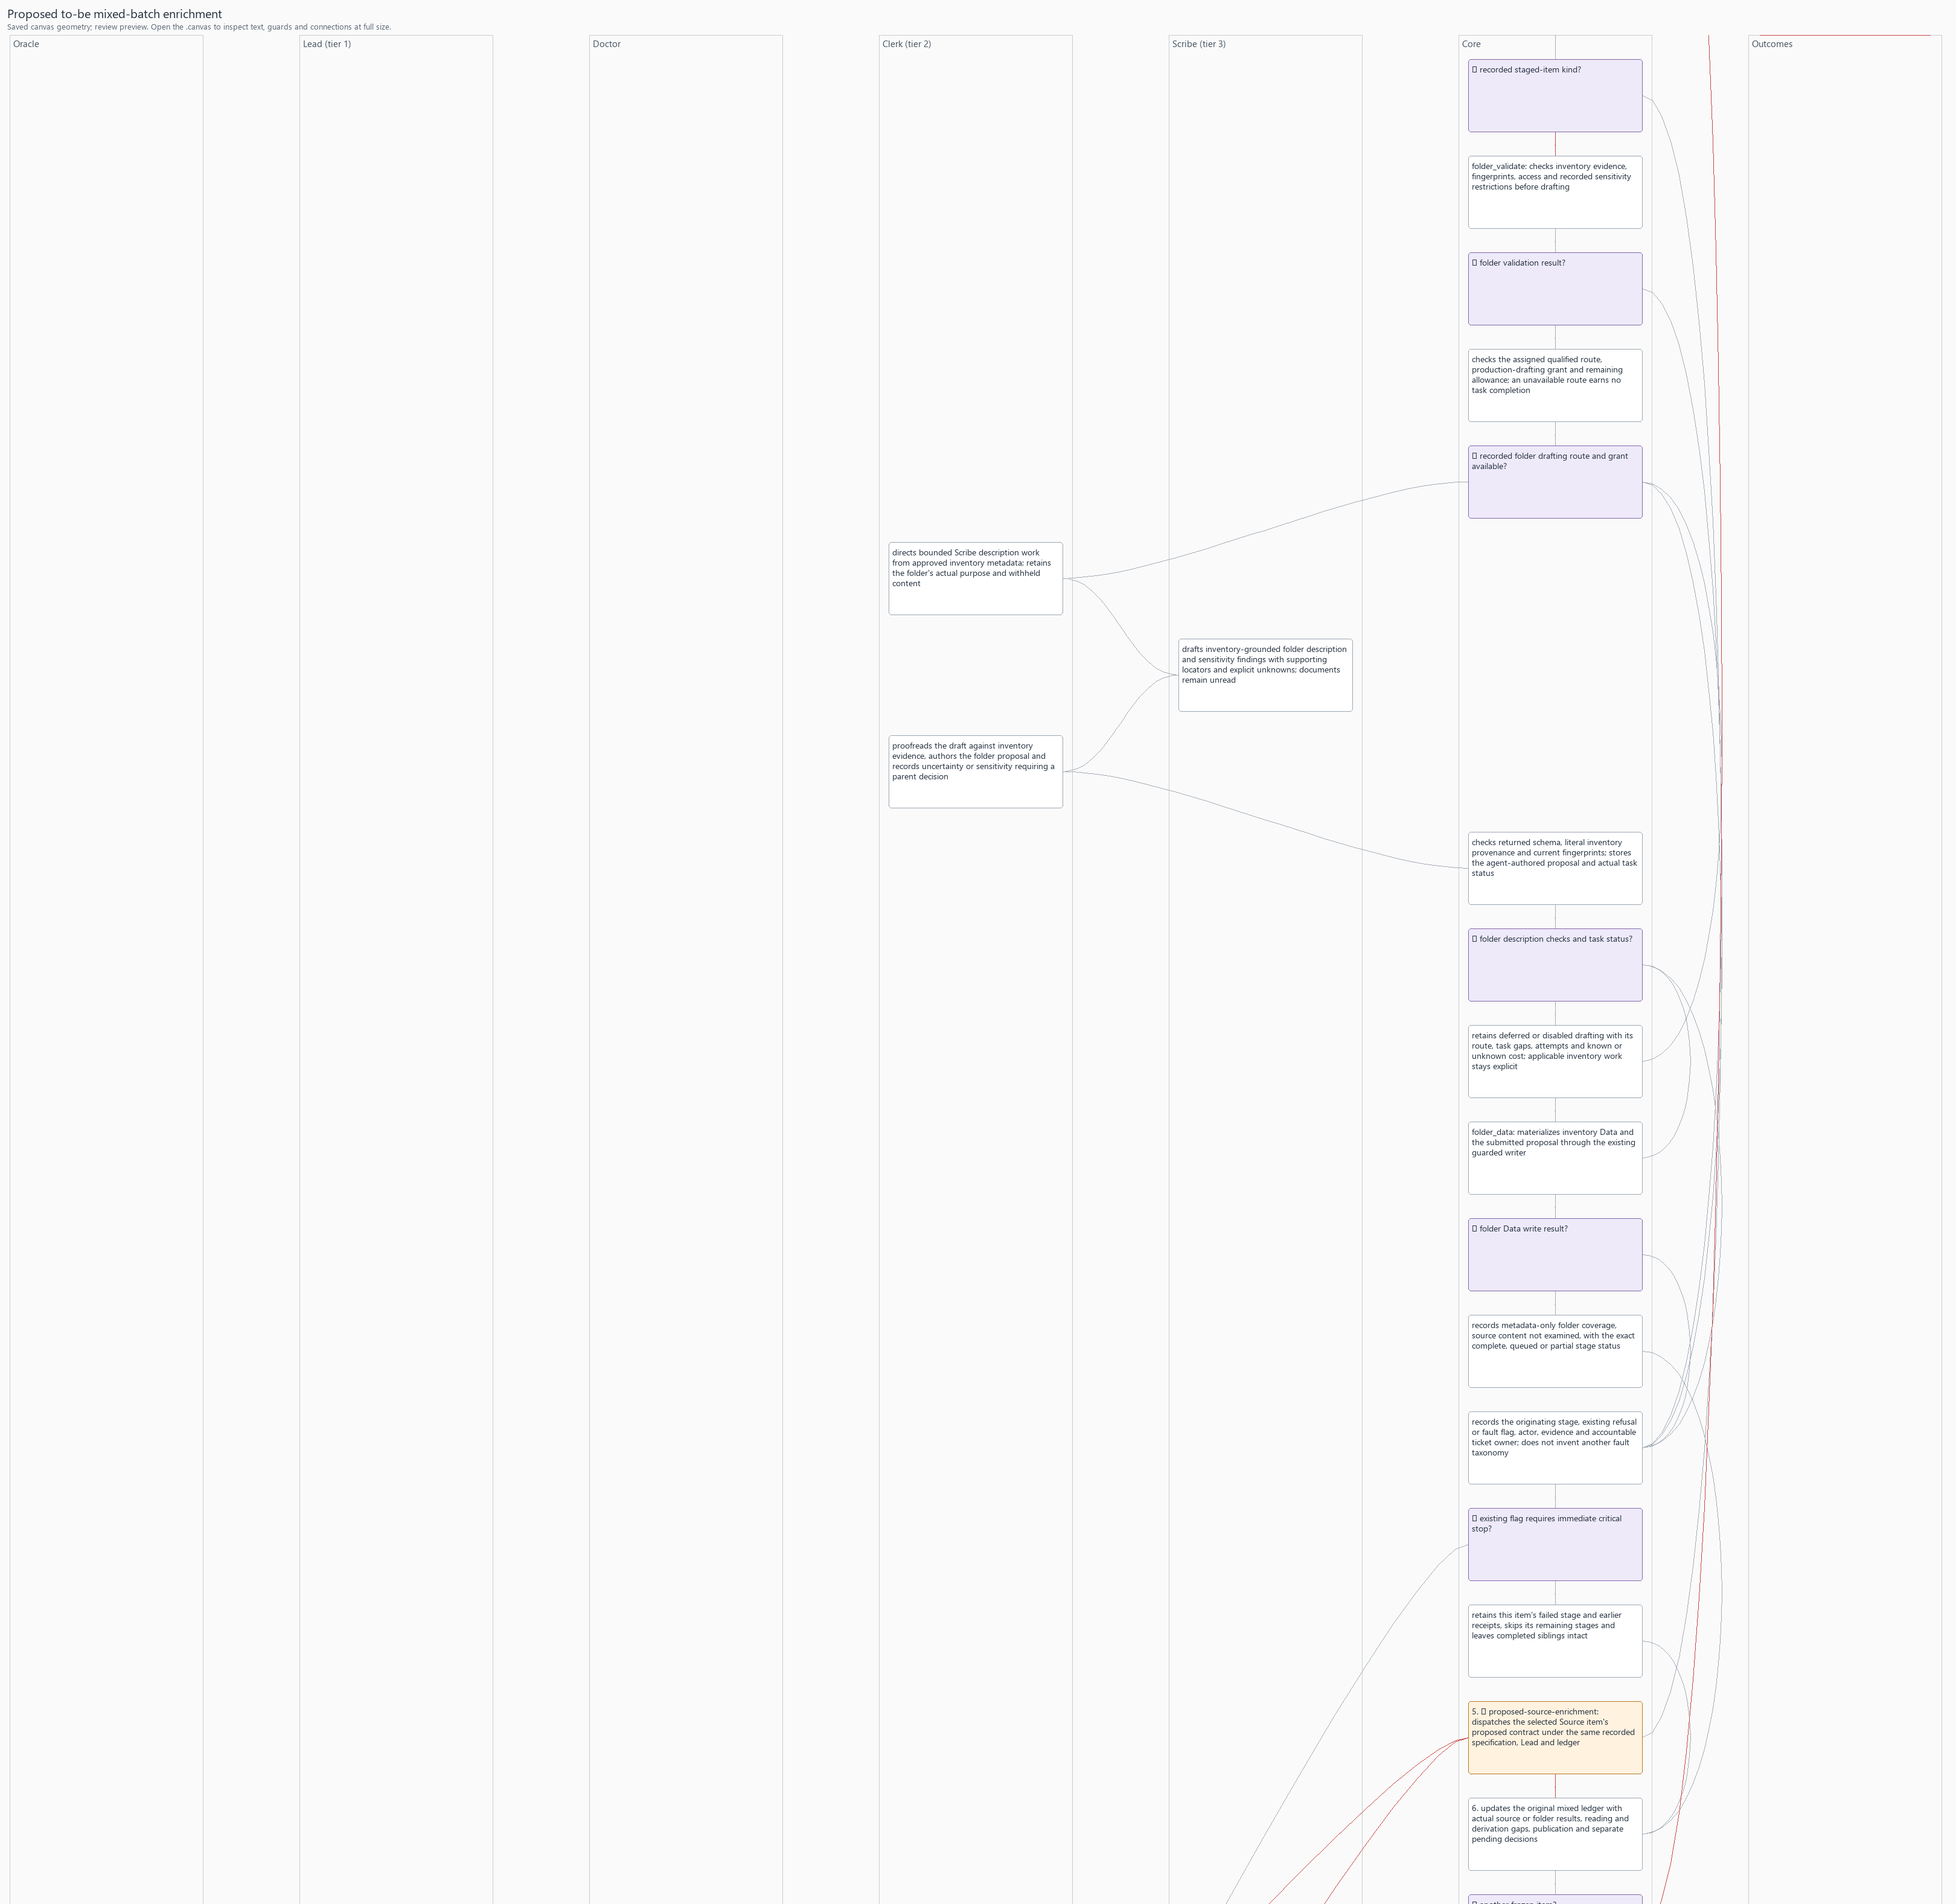 Proposed to-be mixed-batch enrichment
Saved canvas geometry; review preview. Open the .canvas to inspect text, guards and connections at full size.
Oracle
Lead (tier 1)
Doctor
Clerk (tier 2)
Scribe (tier 3)
Core
Outcomes
recorded staged-item kind?
folder_validate: checks inventory evidence,
fingerprints, access and recorded sensitivity
restrictions before drafting
folder validation result?
checks the assigned qualified route,
production-drafting grant and remaining
allowance; an unavailable route earns no
task completion
recorded folder drafting route and grant
available?
directs bounded Scribe description work
from approved inventory metadata; retains
the folder's actual purpose and withheld
content
drafts inventory-grounded folder description
and sensitivity findings with supporting
locators and explicit unknowns; documents
remain unread
proofreads the draft against inventory
evidence, authors the folder proposal and
records uncertainty or sensitivity requiring a
parent decision
checks returned schema, literal inventory
provenance and current fingerprints; stores
the agent-authored proposal and actual task
status
folder description checks and task status?
retains deferred or disabled drafting with its
route, task gaps, attempts and known or
unknown cost; applicable inventory work
stays explicit
folder_data: materializes inventory Data and
the submitted proposal through the existing
guarded writer
folder Data write result?
records metadata-only folder coverage,
source content not examined, with the exact
complete, queued or partial stage status
records the originating stage, existing refusal
or fault flag, actor, evidence and accountable
ticket owner; does not invent another fault
taxonomy
existing flag requires immediate critical
stop?
retains this item's failed stage and earlier
receipts, skips its remaining stages and
leaves completed siblings intact
5. proposed-source-enrichment:
dispatches the selected Source item's
proposed contract under the same recorded
specification, Lead and ledger
6. updates the original mixed ledger with
actual source or folder results, reading and
derivation gaps, publication and separate
pending decisions
another frozen item?